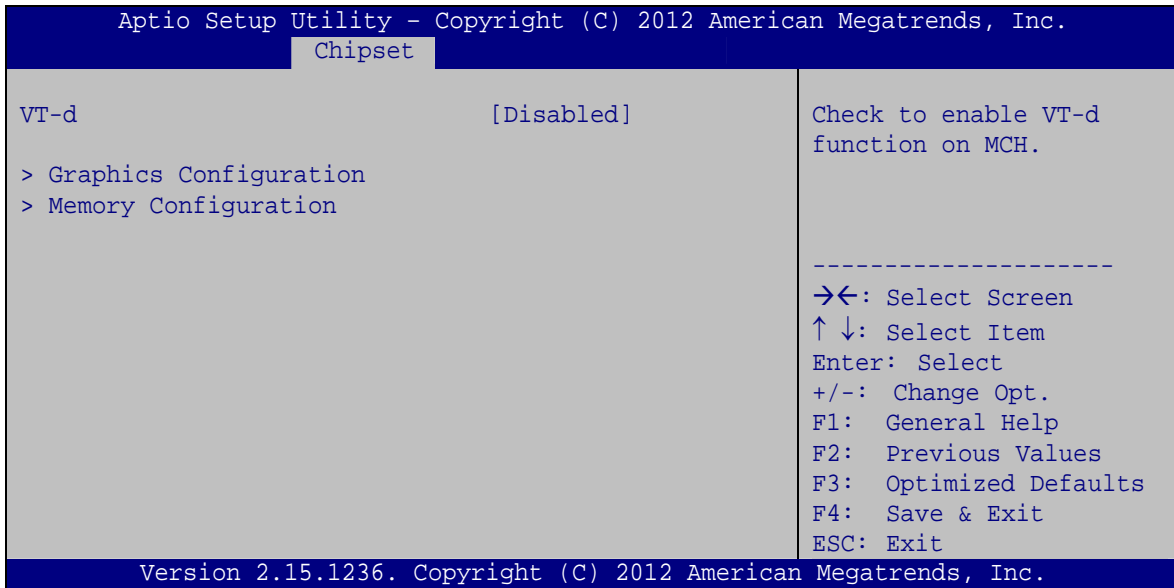 Aptio Setup Utility – Copyright (C) 2012 American Megatrends, Inc.
Chipset
VT-d [Disabled]
> Graphics Configuration
> Memory Configuration
Check to enable VT-d
function on MCH.
---------------------
→←: Select Screen
↑ ↓: Select Item
Enter: Select
+/-: Change Opt.
F1: General Help
F2: Previous Values
F3: Optimized Defaults
F4: Save & Exit
ESC: Exit
Version 2.15.1236. Copyright (C) 2012 American Megatrends, Inc.